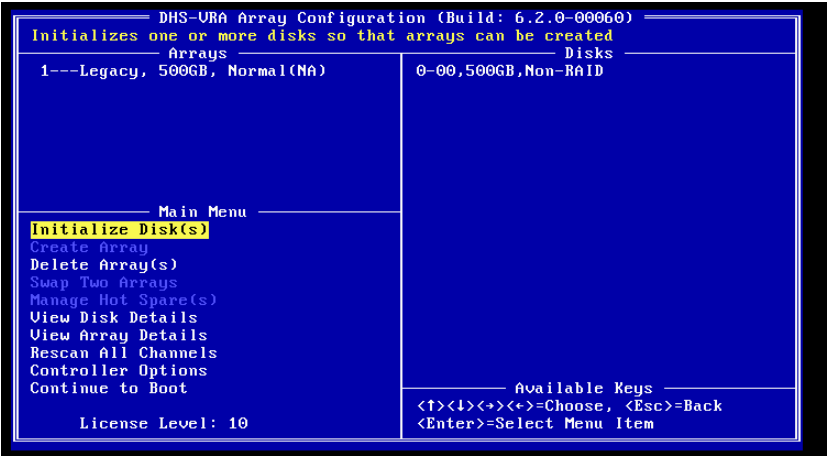 DHS-VRA Array Configuration (Build: 6.2.0-00060)
Initializes one or more disks so that arrays can be created
Arrays
1---Legacy, 500GB, Normal(NA)
Disks
0-00,500GB,Non-RAID
Main Menu
Initialize Disk(s)
Create Array
Delete Array(s)
Swap Two Arrays
Manage Hot Spare(s)
View Disk Details
View Array Details
Rescan All Channels
Controller Options
Continue to Boot
License Level: 10
Available Keys
<↑><↓><→><←>=Choose, <Esc>=Back
<Enter>=Select Menu Item